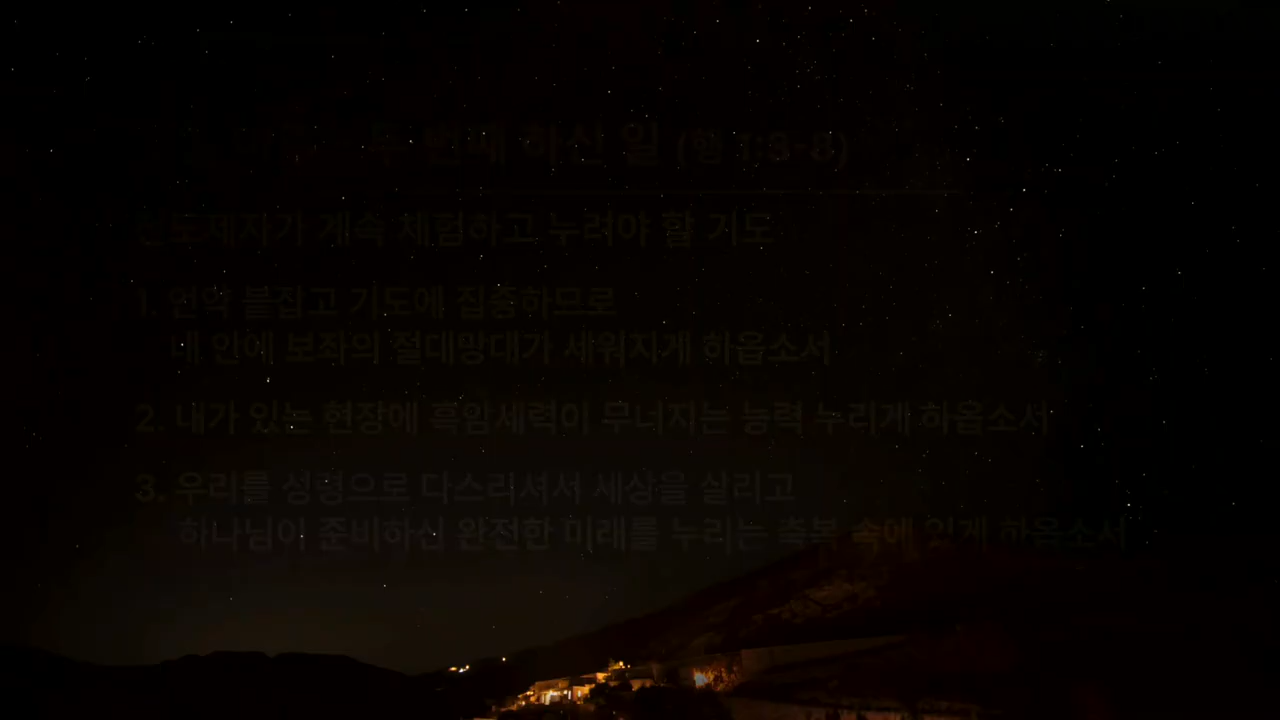 두 번째 하신 일 (행 1:3-8)
전도제자가 계속 체험하고 누려야 할 기도
1. 언약 붙잡고 기도에 집중하므로
내 안에 보좌의 절대망대가 세워지게 하옵소서
2. 내가 있는 현장에 흑암세력이 무너지는 능력 누리게 하옵소서
3. 우리를 성령으로 다스리셔서 세상을 살리고
하나님이 준비하신 완전한 미래를 누리는 축복 속에 있게 하옵소서